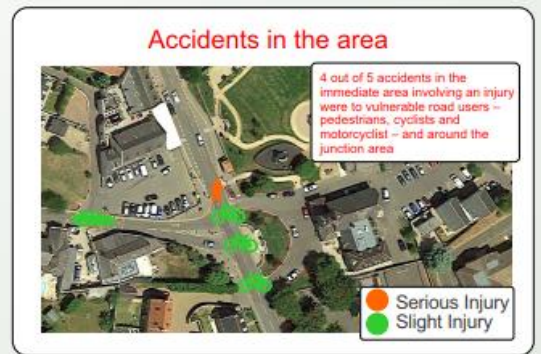 Accidents in the area
4 out of 5 accidents in the
immediate area involving an injury
were to vulnerable road users –
pedestrians, cyclists and
motorcyclist – and around the
junction area
Serious Injury
Slight Injury